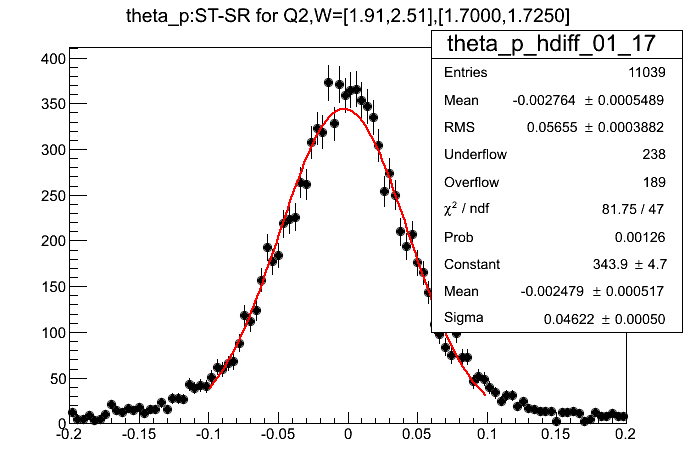 theta_p:ST-SR for Q2,W=[1.91,2.51],[1.7000,1.7250]
theta_p_hdiff_01_17
Entries 11039
Mean -0.002764 ± 0.0005489
RMS 0.05655 ± 0.0003882
Underflow 238
Overflow 189
χ² / ndf 81.75 / 47
Prob 0.00126
Constant 343.9 ± 4.7
Mean -0.002479 ± 0.000517
Sigma 0.04622 ± 0.00050
400
350
300
250
200
150
100
50
0
-0.2 -0.15 -0.1 -0.05 0 0.05 0.1 0.15 0.2